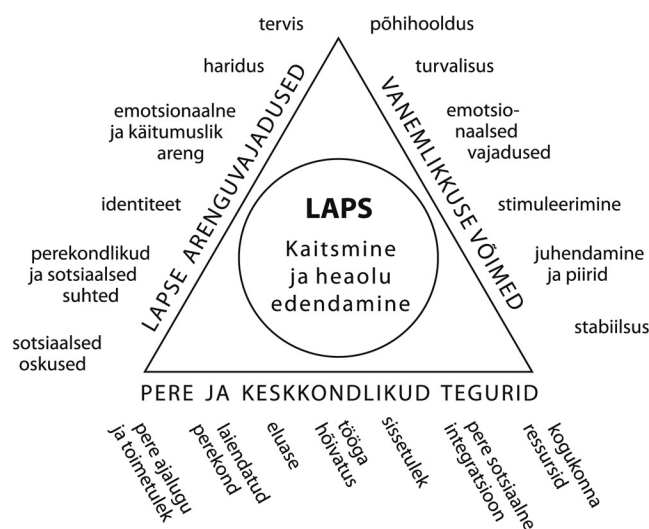 tervis
haridus
emotsionaalne
ja käitumuslik
areng
identiteet
perekondlikud
ja sotsiaalsed
suhted
sotsiaalsed
oskused
LAPSE ARENGUVAJADUSED
põhihooldus
turvalisus
emotsio-
naalsed
vajadused
stimuleerimine
juhendamine
ja piirid
stabiilsus
VANEMLIKKUSE VÕIMED
LAPS
Kaitsmine
ja heaolu
edendamine
PERE JA KESKKONDLIKUD TEGURID
pere ajalugu
ja toimetulek
laiendatud
perekond
eluase
tööga
hõivatus
sissetulek
pere sotsiaalne
integratsioon
kogukonna
ressursid